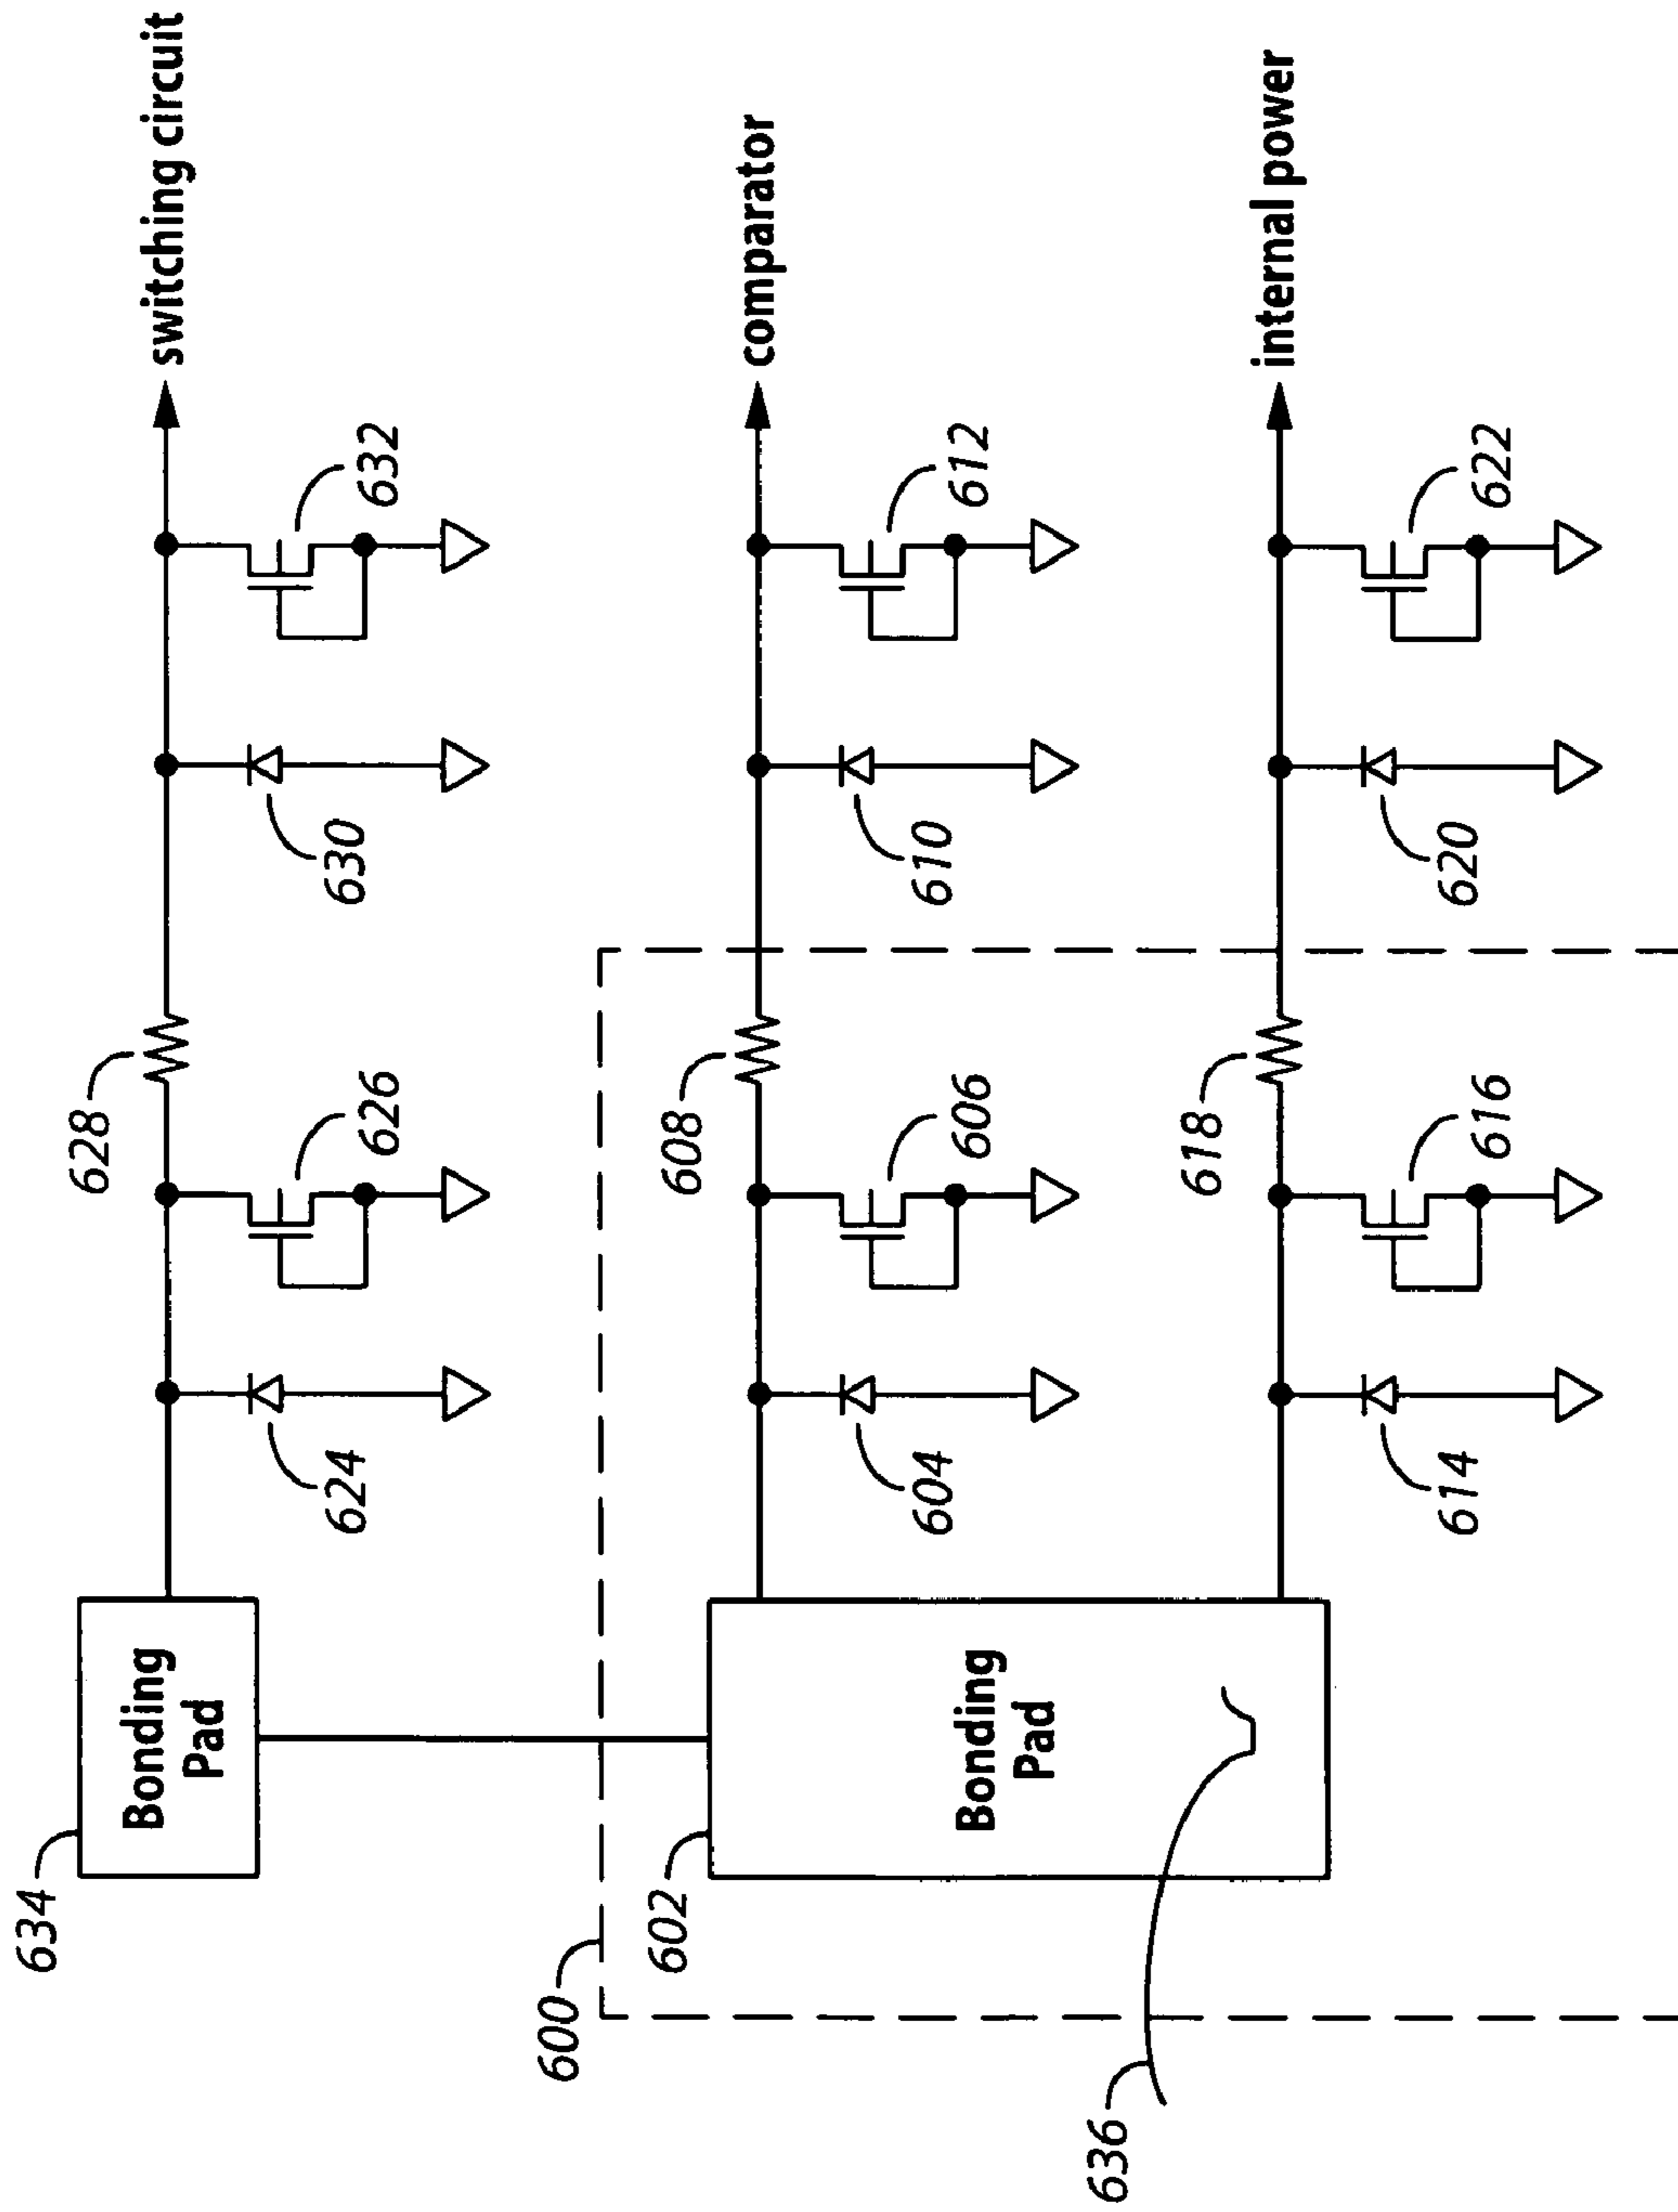 switching circuit
comparator
internal power
632
612
622
630
610
620
628
608
618
626
606
616
624
604
614
Bonding
Pad
Bonding
Pad
634
602
600
636